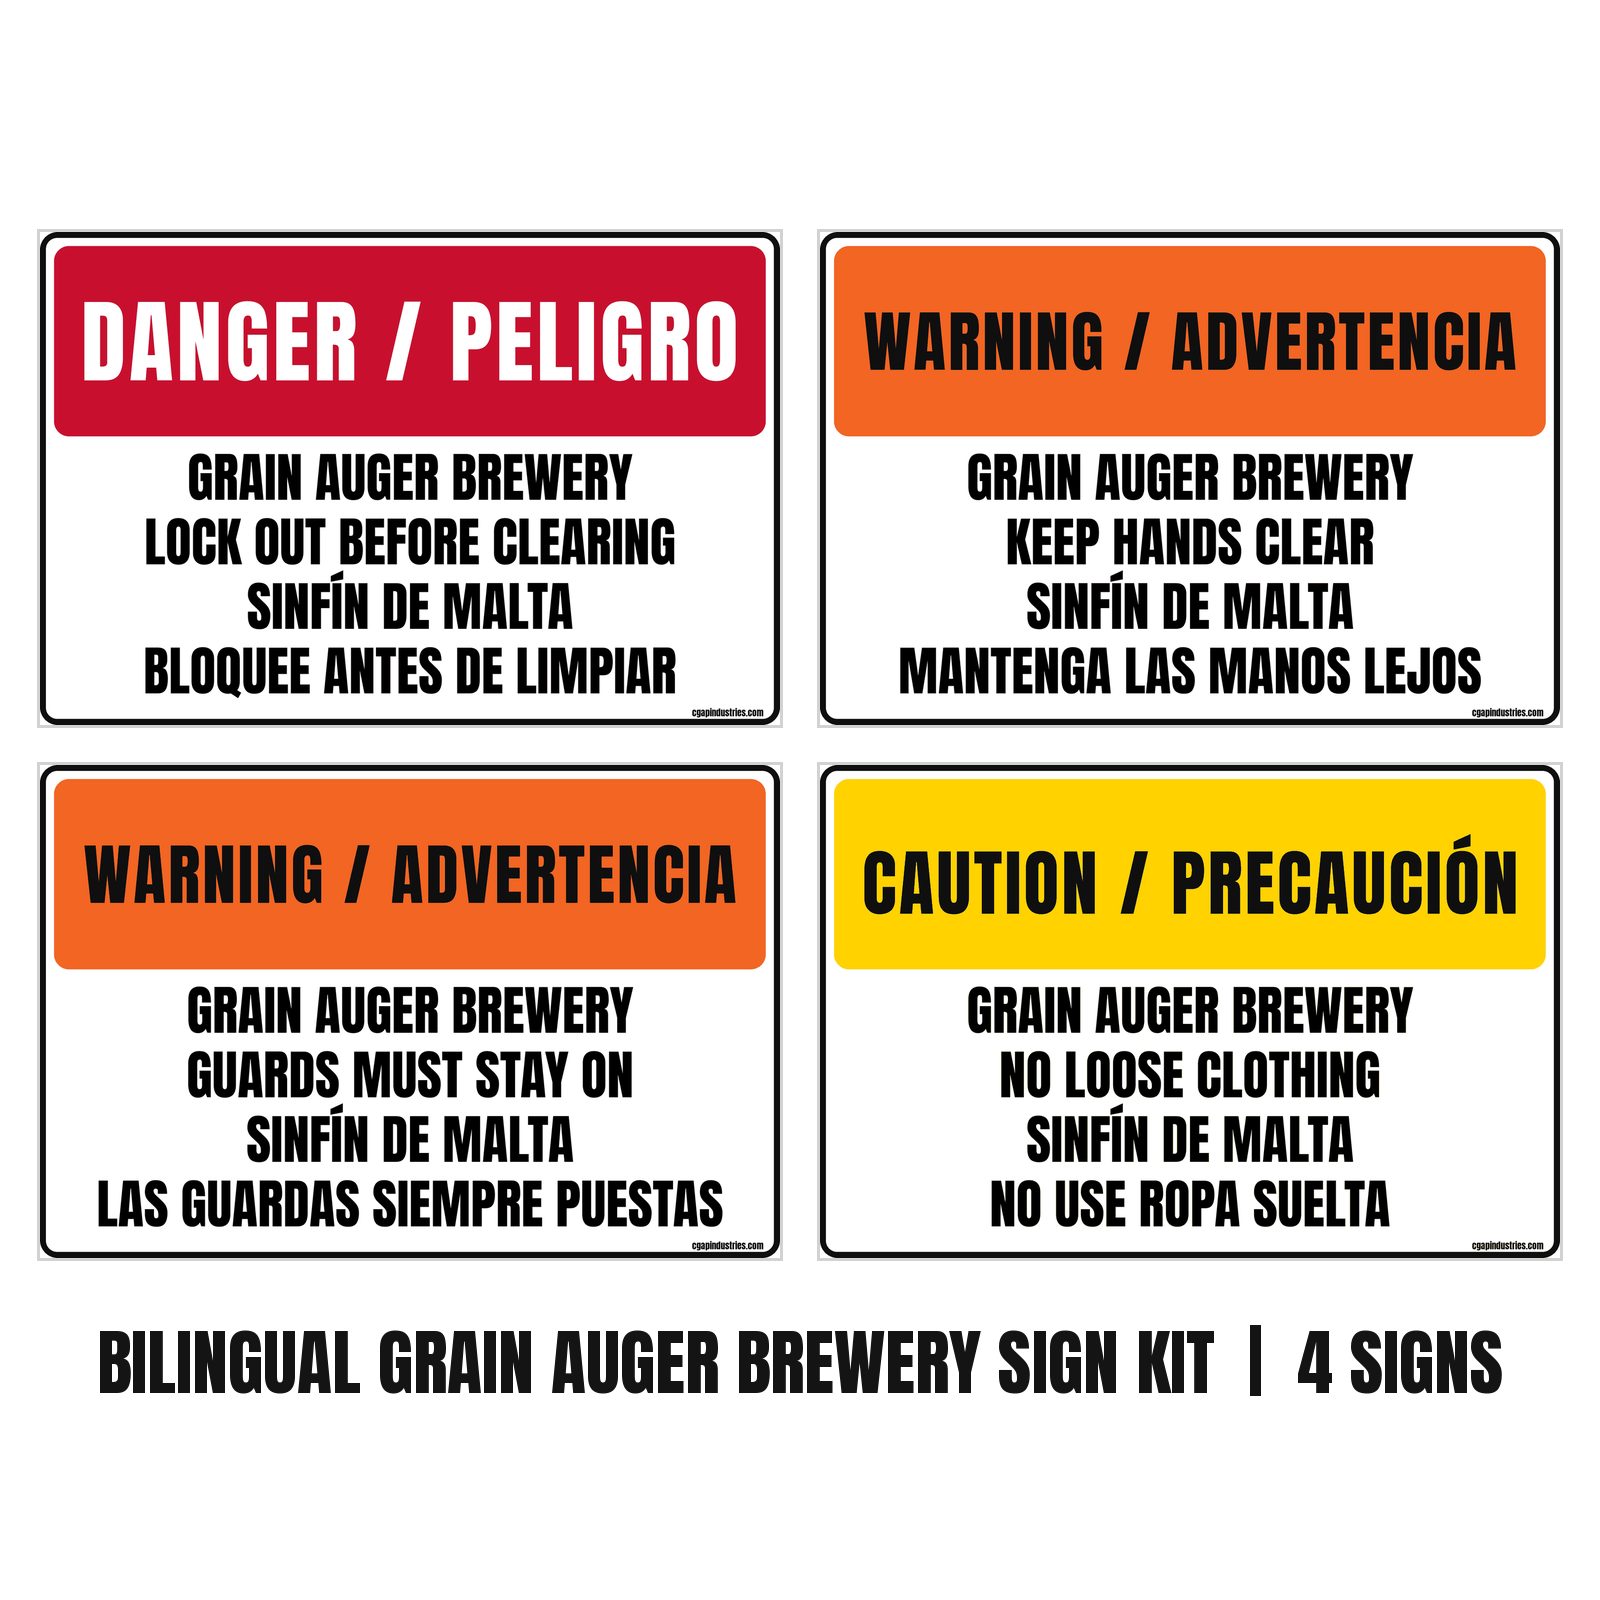 DANGER / PELIGRO
GRAIN AUGER BREWERY
LOCK OUT BEFORE CLEARING
SINFÍN DE MALTA
BLOQUEE ANTES DE LIMPIAR
cgapindustries.com
WARNING / ADVERTENCIA
GRAIN AUGER BREWERY
KEEP HANDS CLEAR
SINFÍN DE MALTA
MANTENGA LAS MANOS LEJOS
cgapindustries.com
WARNING / ADVERTENCIA
GRAIN AUGER BREWERY
GUARDS MUST STAY ON
SINFÍN DE MALTA
LAS GUARDAS SIEMPRE PUESTAS
cgapindustries.com
CAUTION / PRECAUCIÓN
GRAIN AUGER BREWERY
NO LOOSE CLOTHING
SINFÍN DE MALTA
NO USE ROPA SUELTA
cgapindustries.com
BILINGUAL GRAIN AUGER BREWERY SIGN KIT | 4 SIGNS